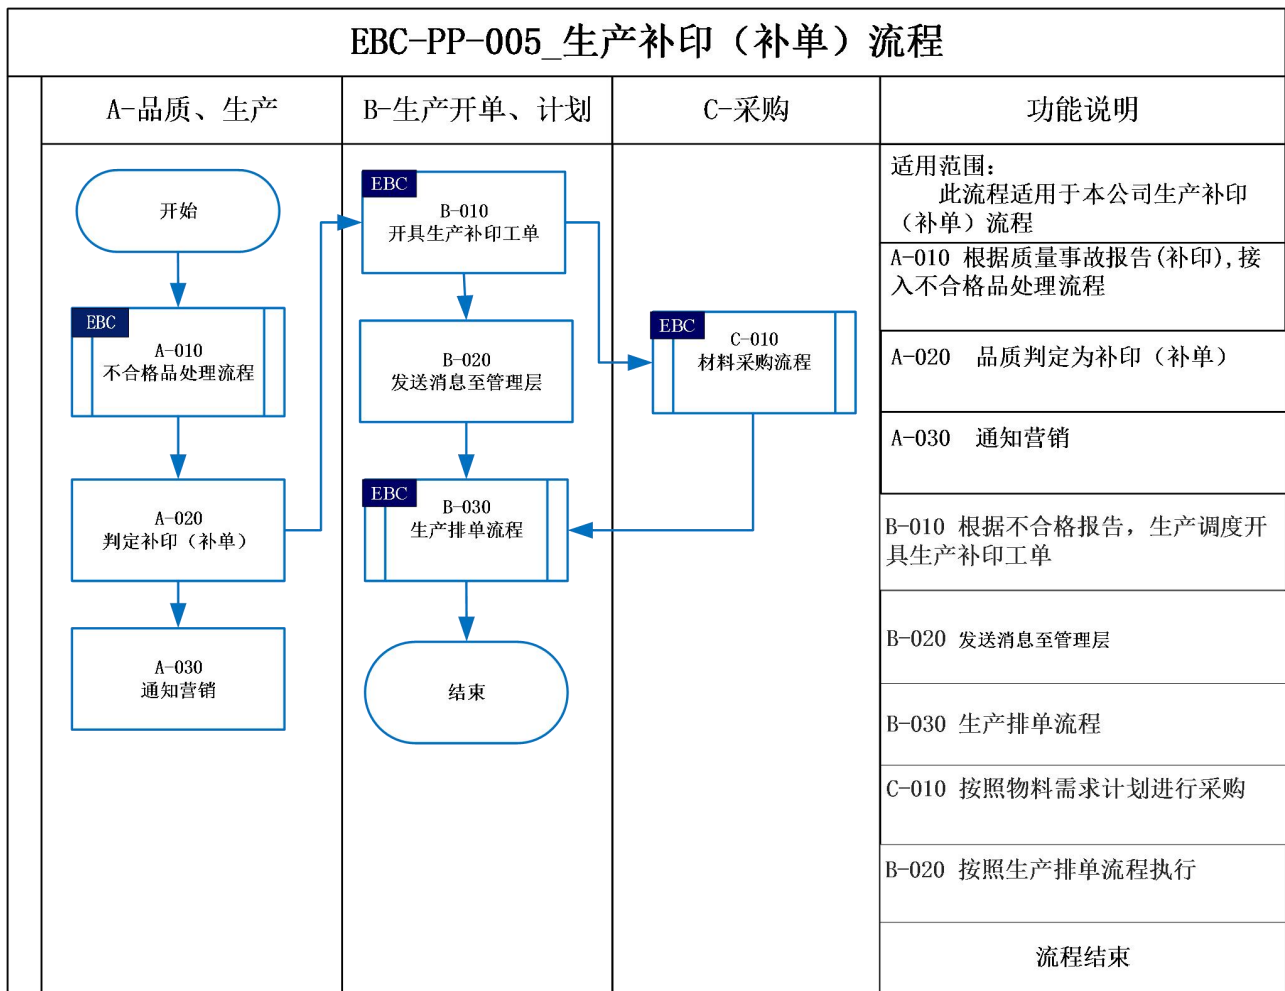 EBC-PP-005_生产补印（补单）流程
A-品质、生产
B-生产开单、计划
C-采购
功能说明
开始
EBC
A-010
不合格品处理流程
A-020
判定补印（补单）
A-030
通知营销
EBC
B-010
开具生产补印工单
B-020
发送消息至管理层
EBC
B-030
生产排单流程
结束
EBC
C-010
材料采购流程
适用范围：
此流程适用于本公司生产补印
（补单）流程
A-010 根据质量事故报告(补印),接
入不合格品处理流程
A-020 品质判定为补印（补单）
A-030 通知营销
B-010 根据不合格报告，生产调度开
具生产补印工单
B-020 发送消息至管理层
B-030 生产排单流程
C-010 按照物料需求计划进行采购
B-020 按照生产排单流程执行
流程结束